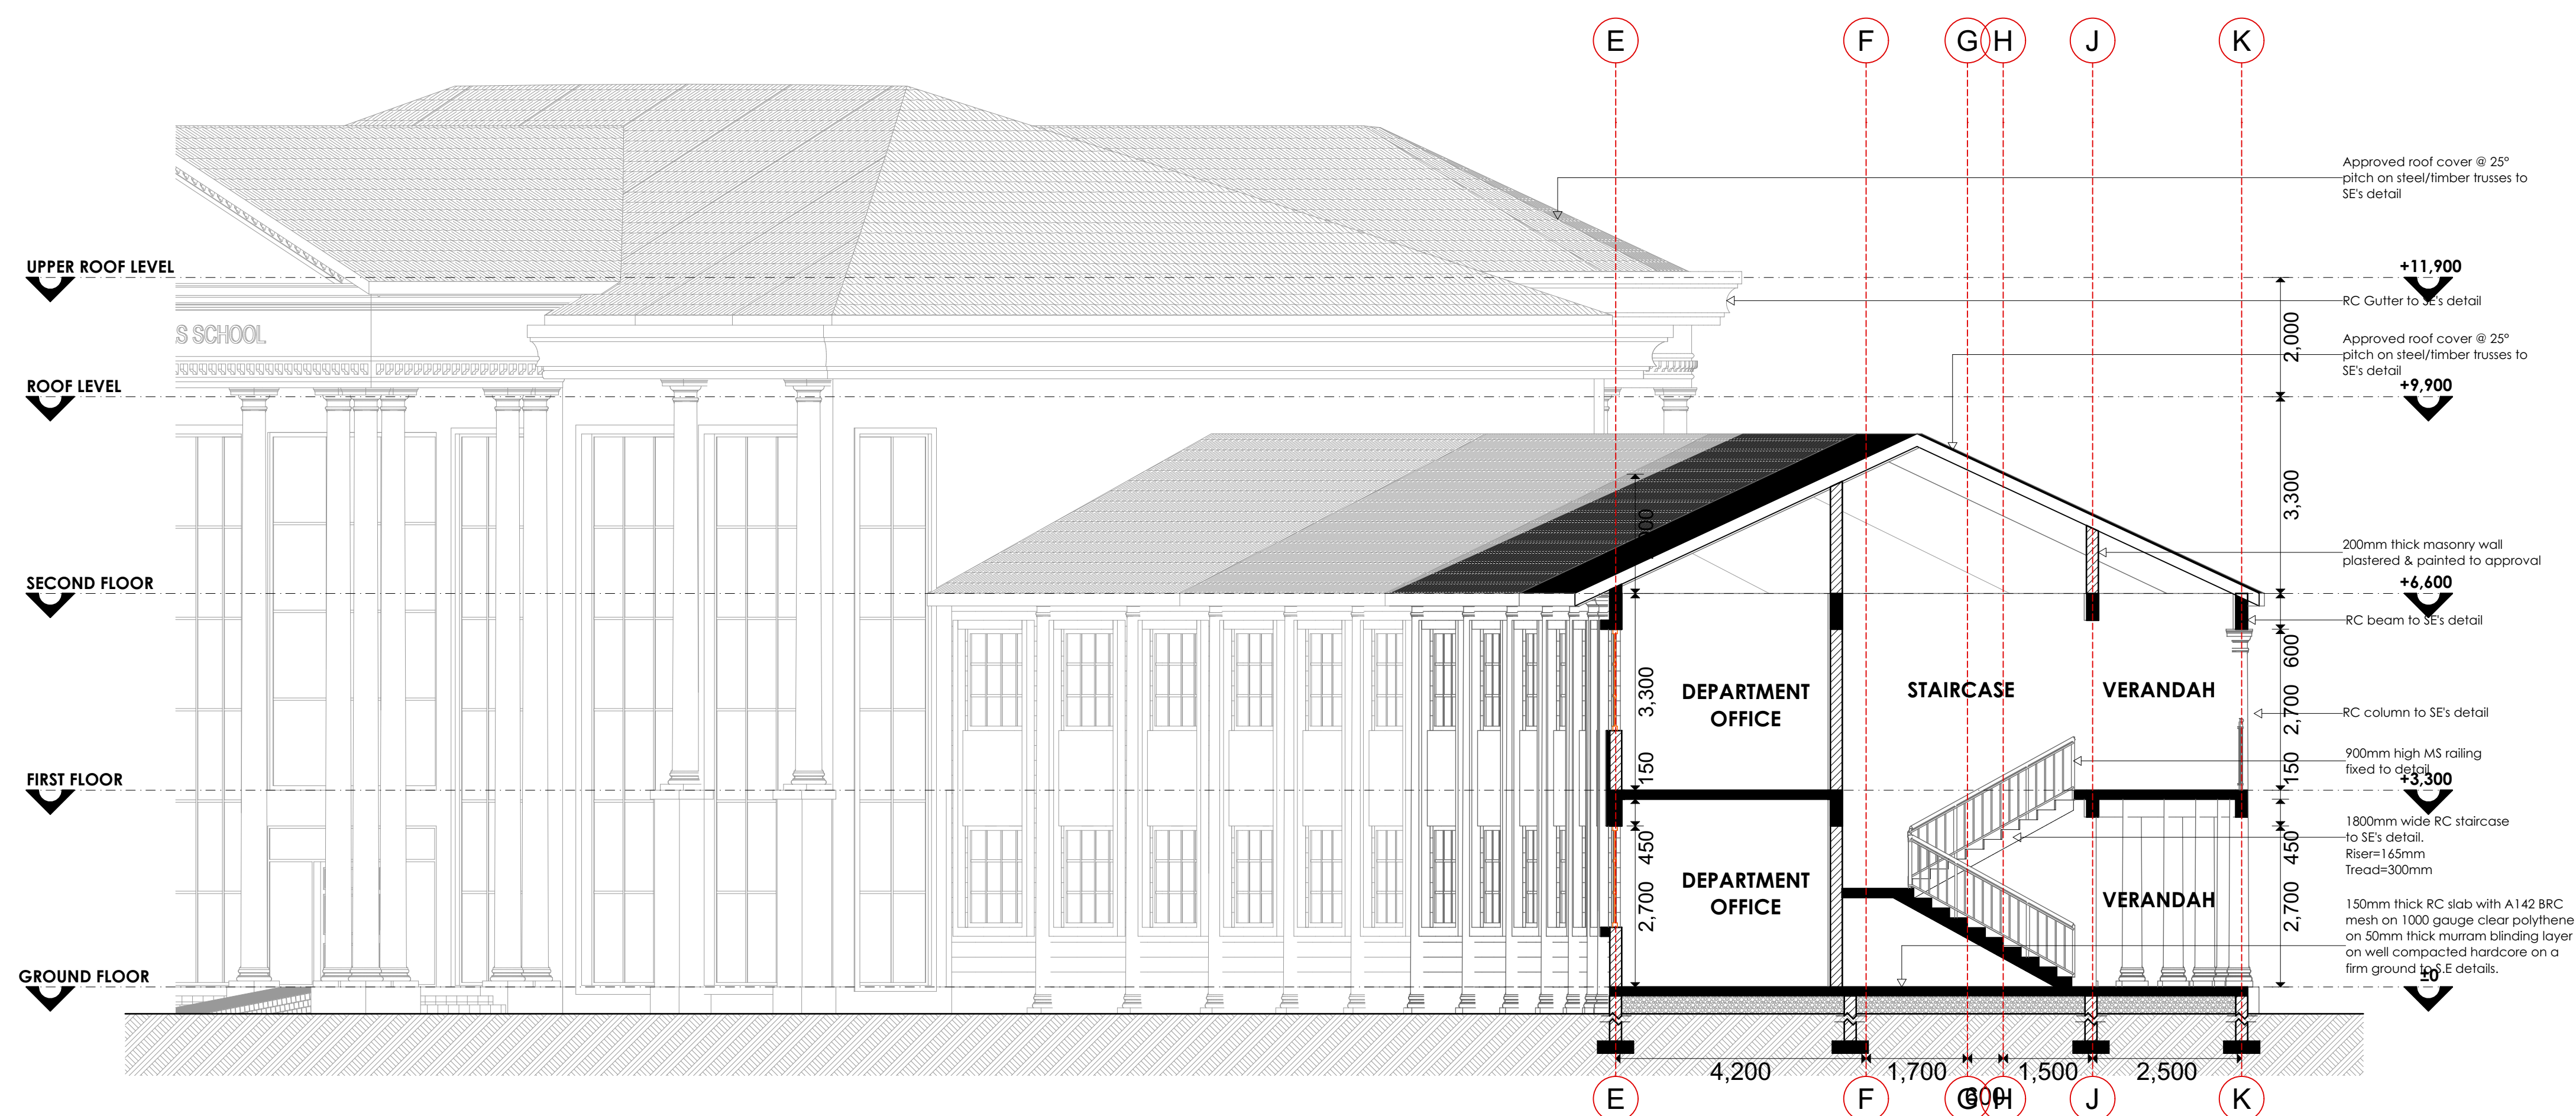 E F G H J K
Approved roof cover @ 25°
pitch on steel/timber trusses to
SE's detail
UPPER ROOF LEVEL
+11,900
RC Gutter to SE's detail
S SCHOOL
2,000
Approved roof cover @ 25°
pitch on steel/timber trusses to
SE's detail
ROOF LEVEL
+9,900
3,300
200mm thick masonry wall
plastered & painted to approval
SECOND FLOOR
+6,600
RC beam to SE's detail
600
DEPARTMENT
OFFICE
STAIRCASE
VERANDAH
3,300
2,700
RC column to SE's detail
900mm high MS railing
fixed to detail
150
150
FIRST FLOOR
+3,300
1800mm wide RC staircase
to SE's detail.
Riser=165mm
Tread=300mm
450
450
DEPARTMENT
OFFICE
VERANDAH
2,700
2,700
150mm thick RC slab with A142 BRC
mesh on 1000 gauge clear polythene
on 50mm thick murram blinding layer
on well compacted hardcore on a
firm ground to S.E details.
GROUND FLOOR
±0
4,200 1,700 1,500 2,500
600
E F G H J K